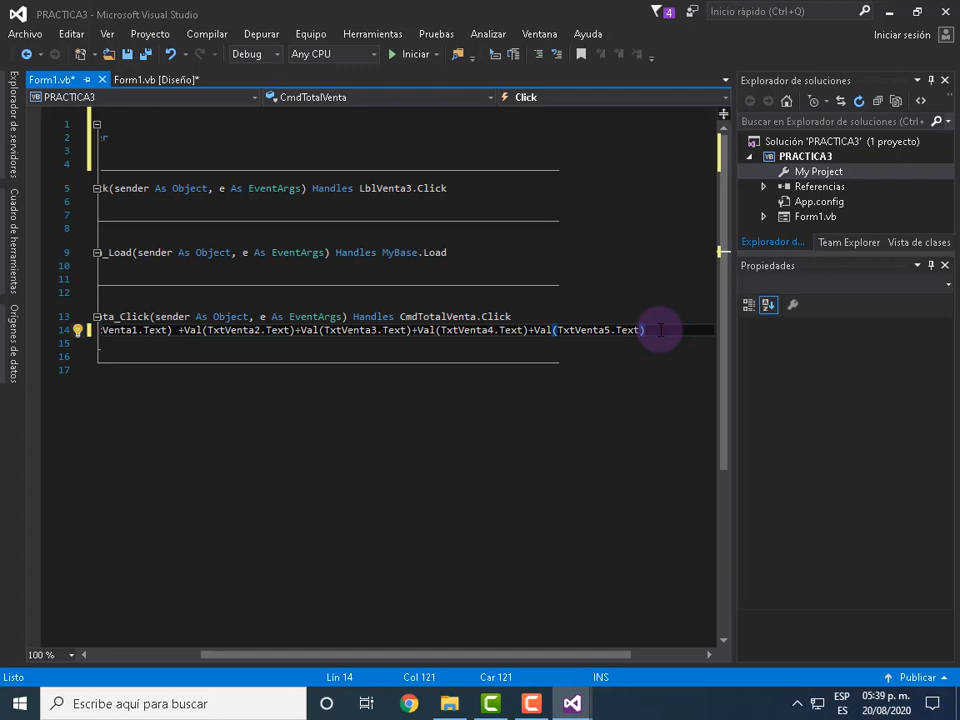 PRACTICA3 - Microsoft Visual Studio
4
Inicio rápido (Ctrl+Q)
Archivo Editar Ver Proyecto Compilar Depurar Equipo Herramientas Pruebas Analizar Ventana Ayuda
Iniciar sesión
Debug Any CPU Iniciar
Form1.vb* Form1.vb [Diseño]*
PRACTICA3 CmdTotalVenta Click
Explorador de servidores
Cuadro de herramientas
Orígenes de datos
1
2
3
4
5 k(sender As Object, e As EventArgs) Handles LblVenta3.Click
6
7
8
9 _Load(sender As Object, e As EventArgs) Handles MyBase.Load
10
11
12
13 ta_Click(sender As Object, e As EventArgs) Handles CmdTotalVenta.Click
14 Venta1.Text) +Val(TxtVenta2.Text)+Val(TxtVenta3.Text)+Val(TxtVenta4.Text)+Val(TxtVenta5.Text)
15
16
17
100 %
Explorador de soluciones
Buscar en Explorador de soluciones (Ctrl+
Solución 'PRACTICA3' (1 proyecto)
VB PRACTICA3
My Project
Referencias
App.config
Form1.vb
Explorador d... Team Explorer Vista de clases
Propiedades
Listo Lín 14 Col 121 Car 121 INS Publicar
Escribe aquí para buscar
ESP
ES
05:39 p. m.
20/08/2020